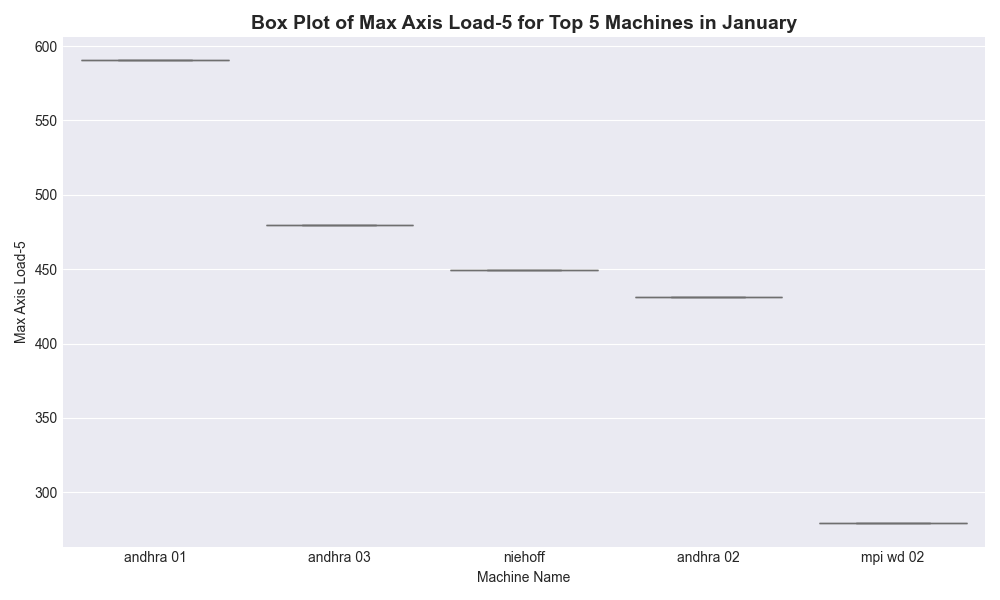 Box Plot of Max Axis Load-5 for Top 5 Machines in January
600
550
500
450
400
350
300
Max Axis Load-5
andhra 01 andhra 03 niehoff andhra 02 mpi wd 02
Machine Name